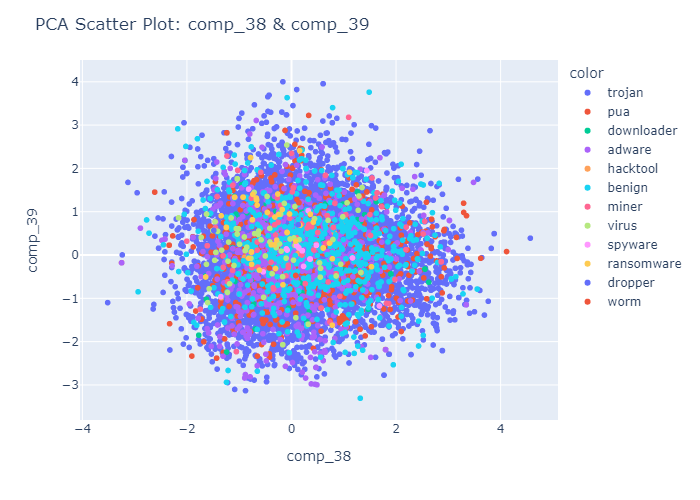 PCA Scatter Plot: comp_38 & comp_39
color
trojan
pua
downloader
adware
hacktool
benign
miner
virus
spyware
ransomware
dropper
worm
comp_39
4
3
2
1
0
−1
−2
−3
−4
−2
0
2
4
comp_38